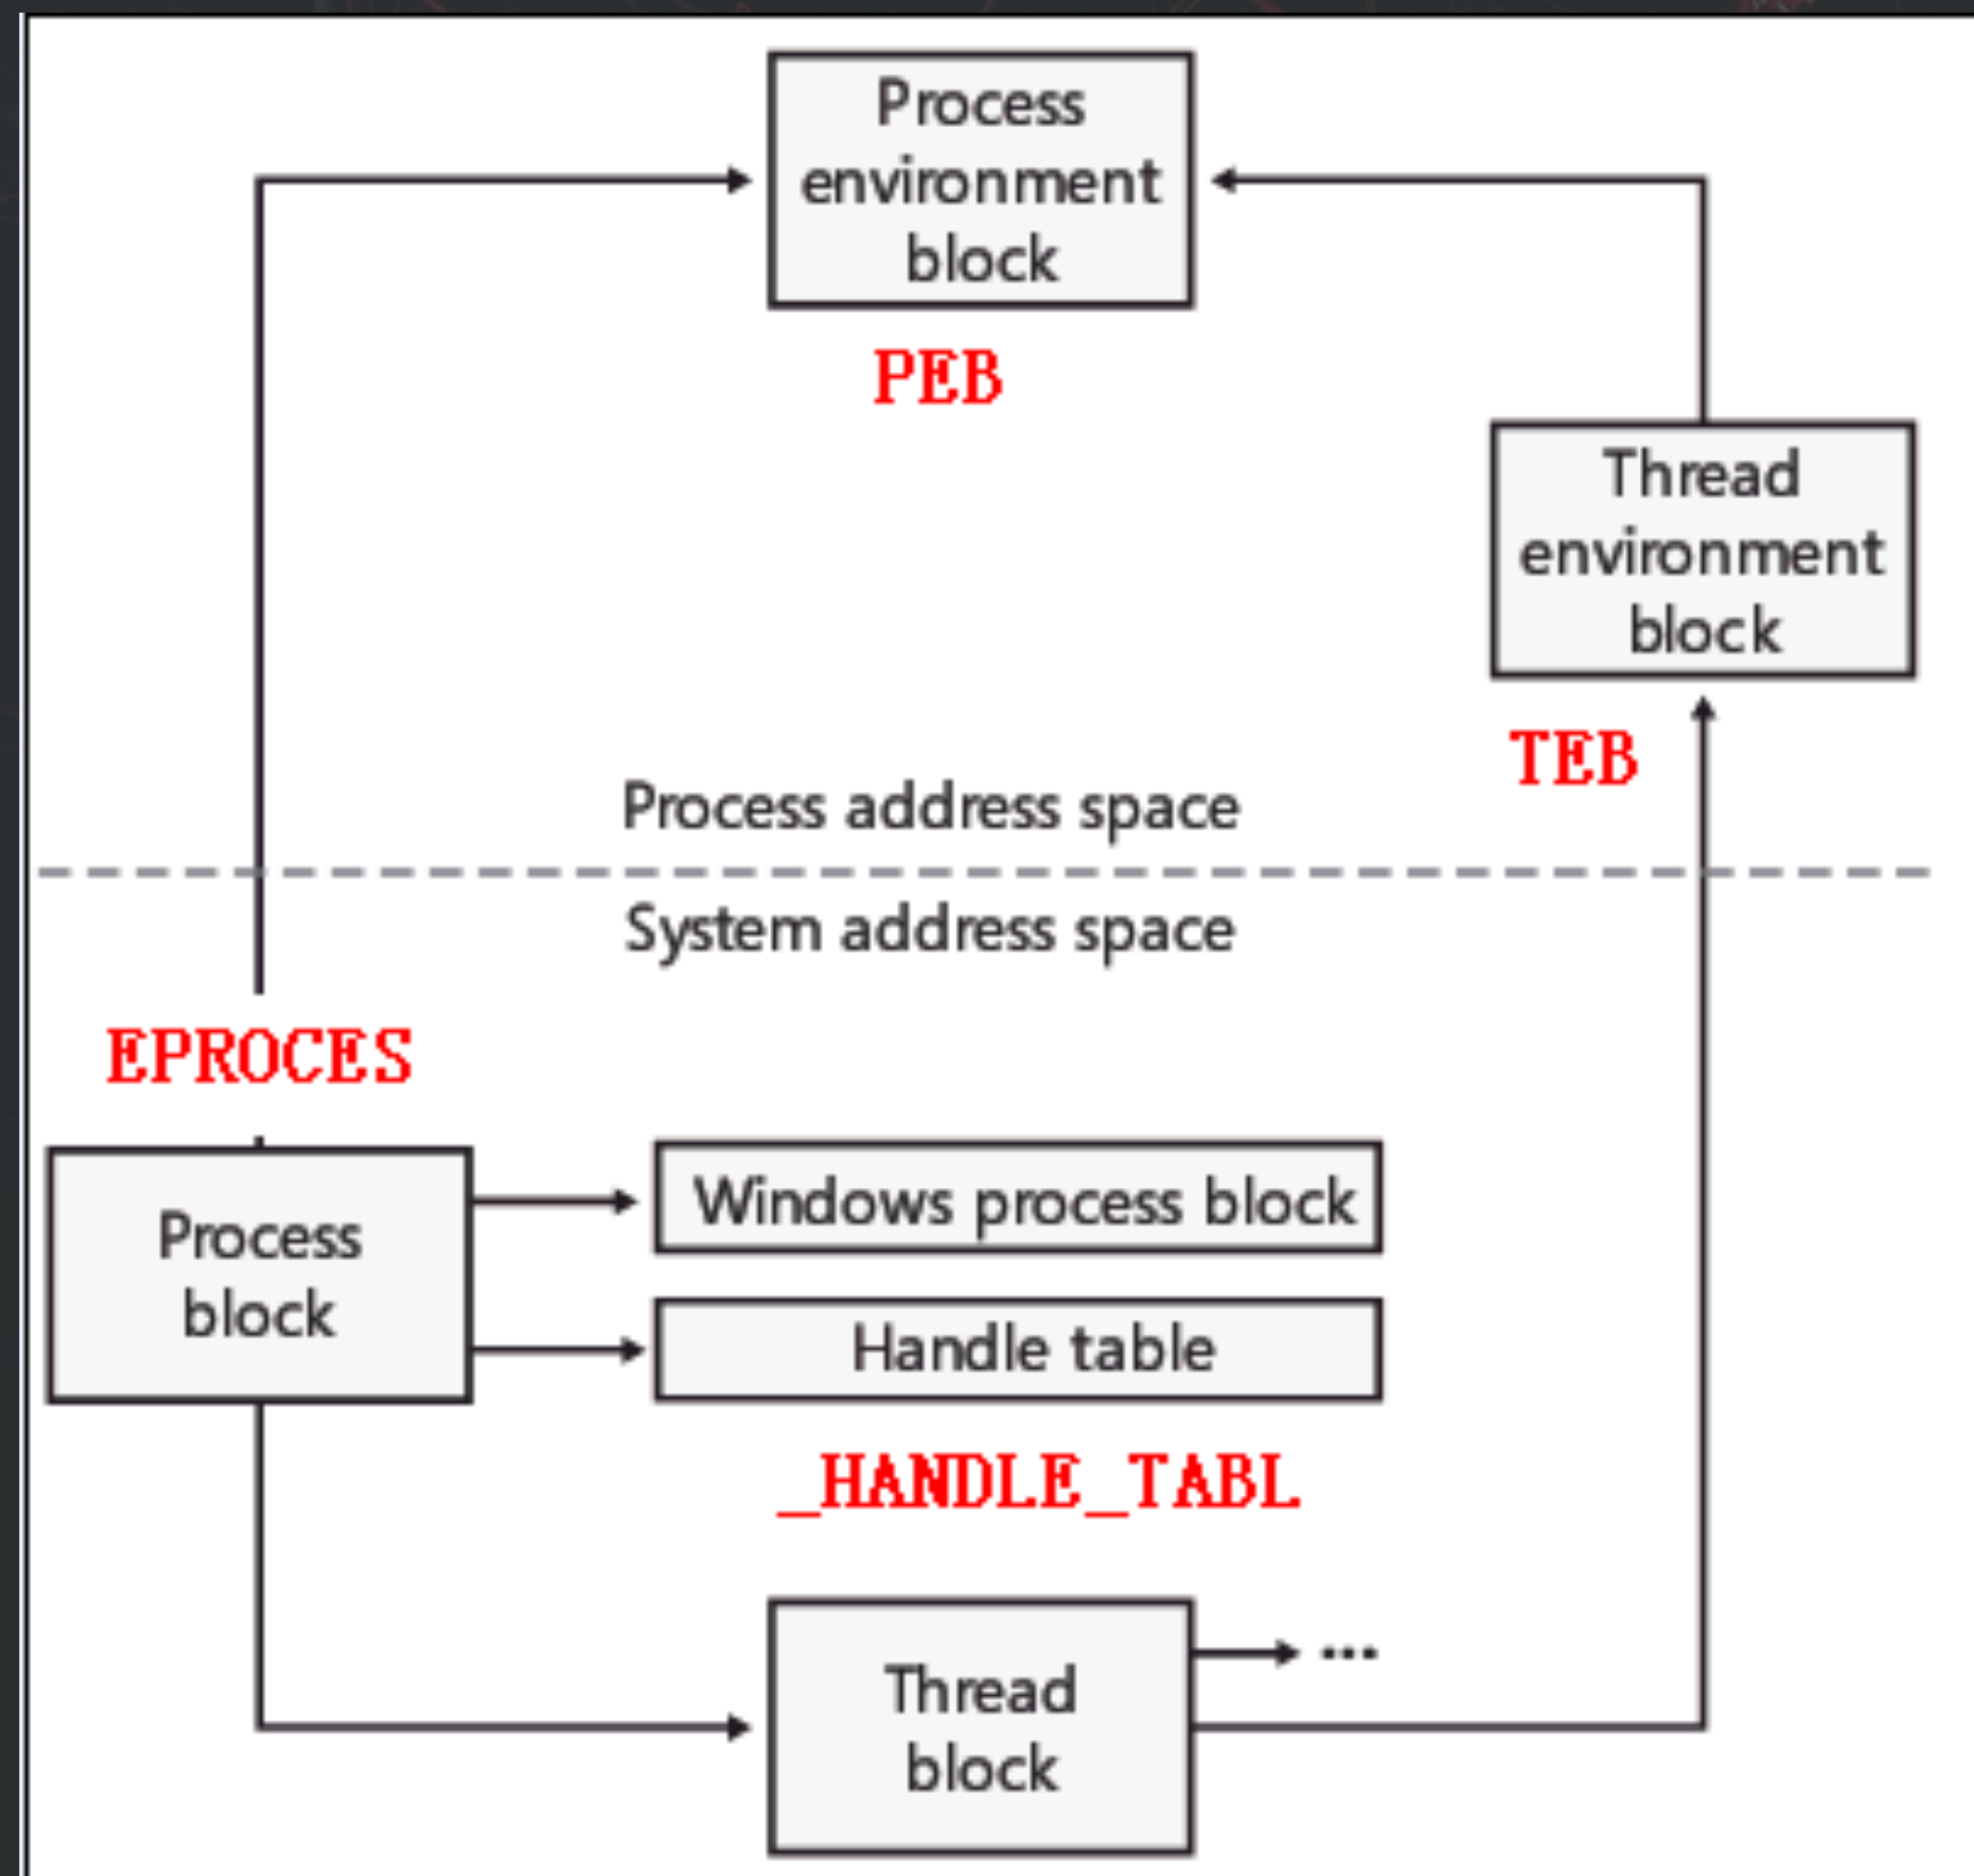 Process
environment
block
PEB
Thread
environment
block
TEB
Process address space
System address space
EPROCES
Process
block
Windows process block
Handle table
_HANDLE_TABL
Thread
block
...